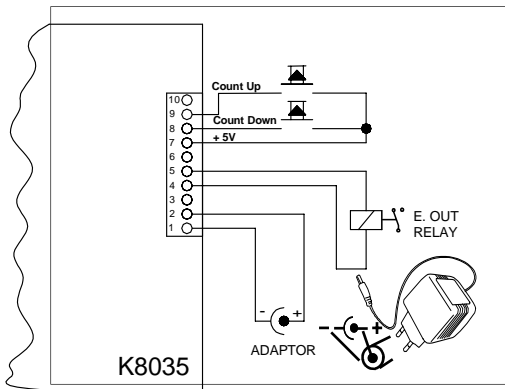 Count Up
10
9
Count Down
8
+ 5V
7
6
5
4
3
E. OUT
RELAY
2
1
- +
- +
ADAPTOR
K8035